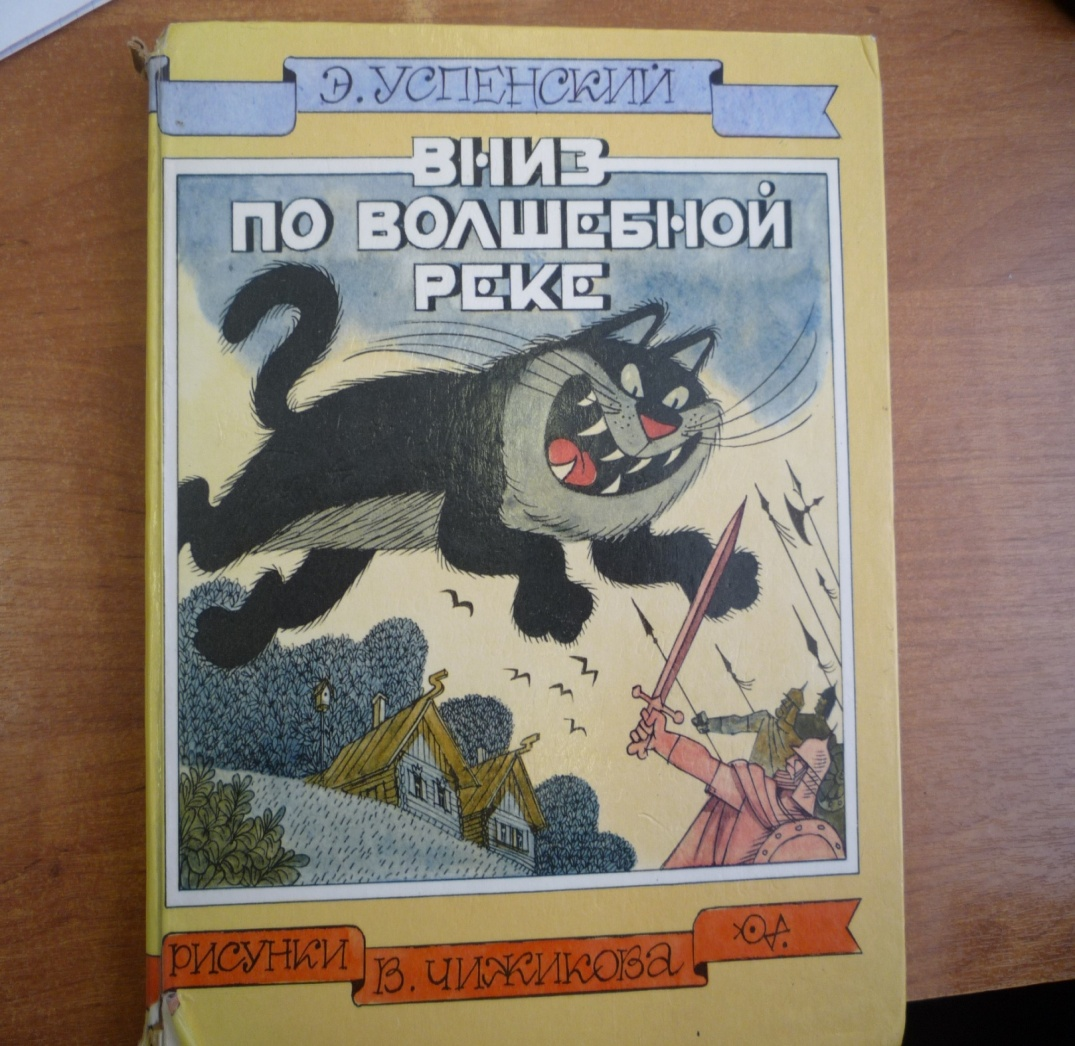 Э. УСПЕНСКИЙ
ВНИЗ
ПО ВОЛШЕБНОЙ
РЕКЕ
РИСУНКИ В. ЧИЖИКОВА